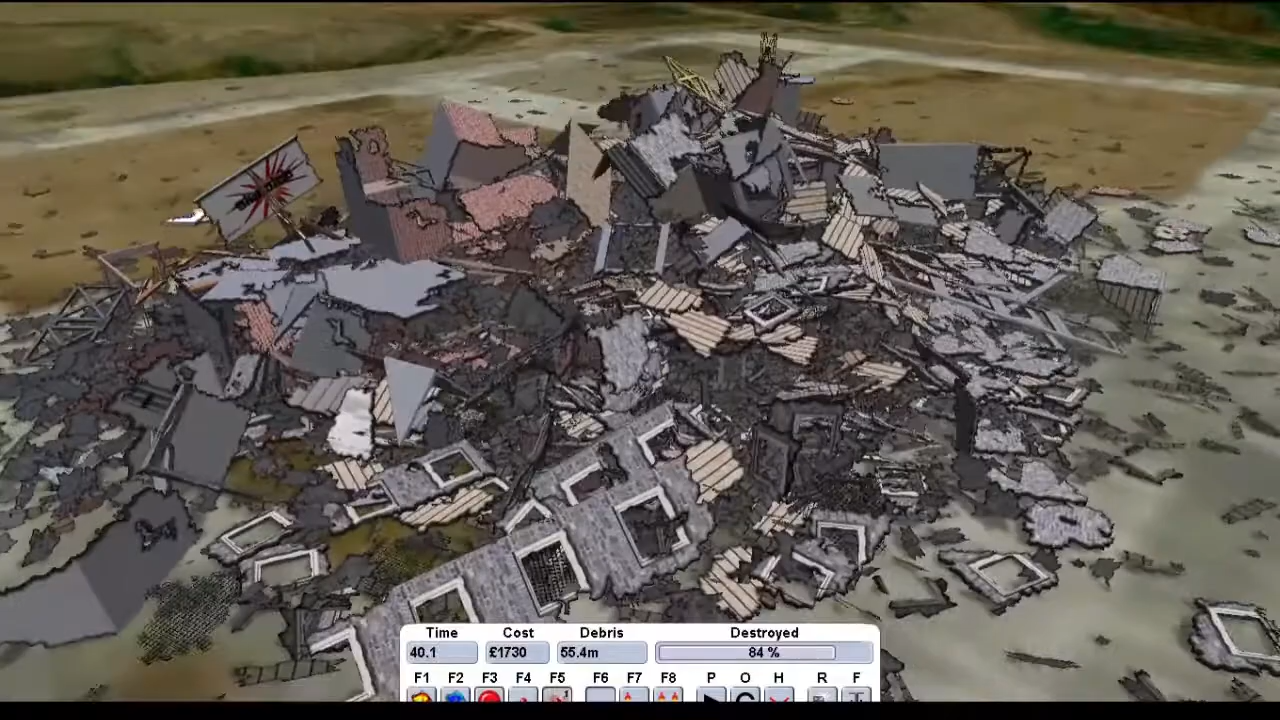 Time Cost Debris Destroyed
40.1 £1730 55.4m 84 %
F1 F2 F3 F4 F5 F6 F7 F8 P O H R F